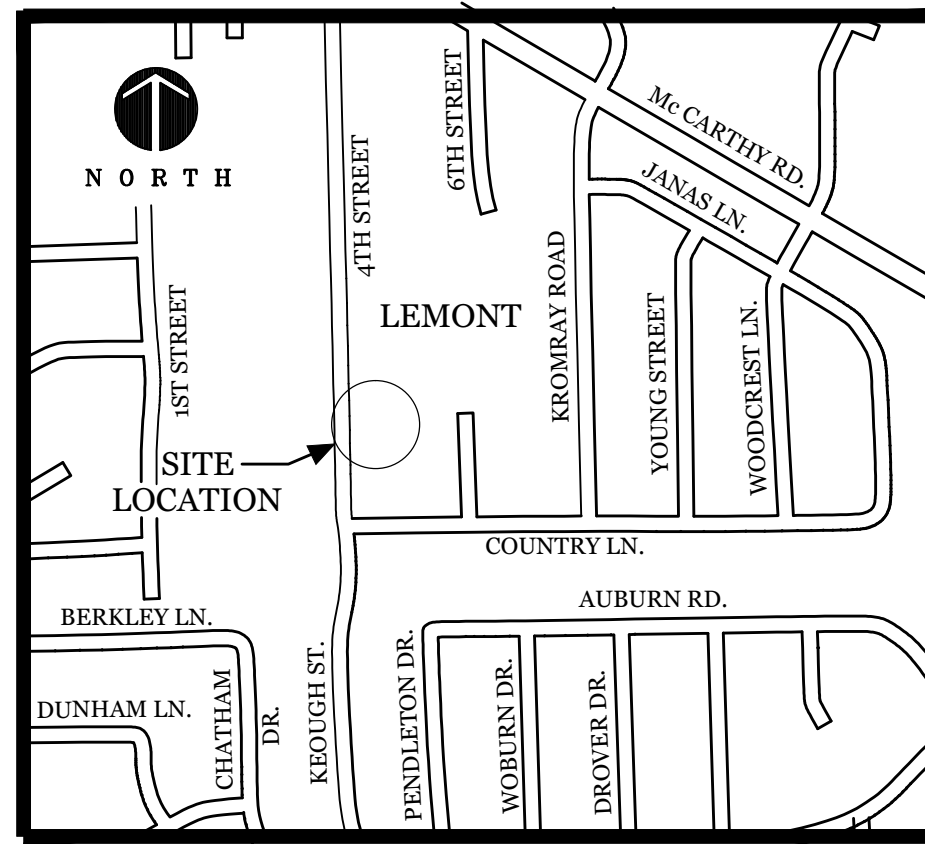 Mc CARTHY RD.
6TH STREET
4TH STREET
JANAS LN.
N O R T H
KROMRAY ROAD
1ST STREET
LEMONT
YOUNG STREET
WOODCREST LN.
SITE
LOCATION
COUNTRY LN.
AUBURN RD.
BERKLEY LN.
KEOUGH ST.
PENDLETON DR.
WOBURN DR.
DROVER DR.
CHATHAM
DR.
DUNHAM LN.